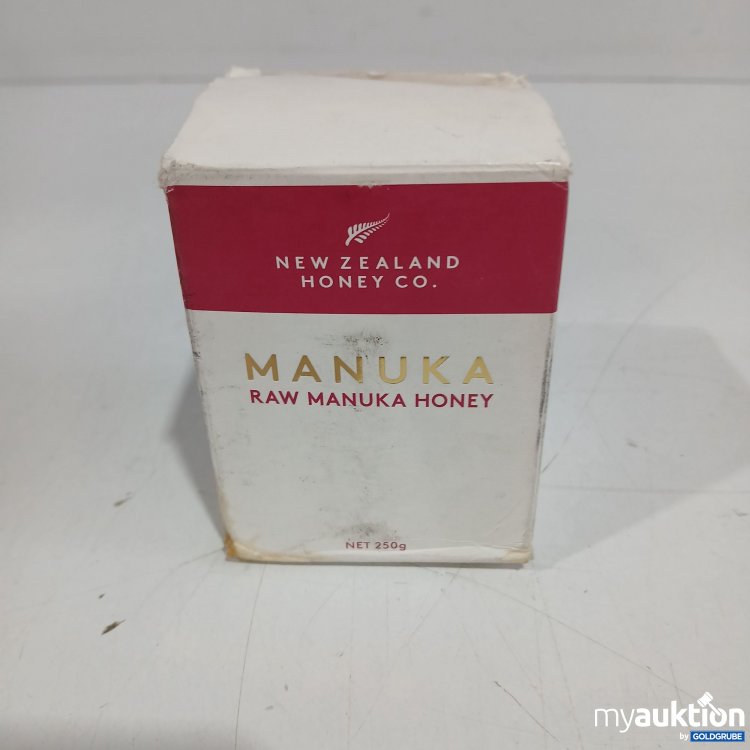 NEW ZEALAND
HONEY CO.
MANUKA
RAW MANUKA HONEY
NET 250g
myauktion
by GOLDGRUBE